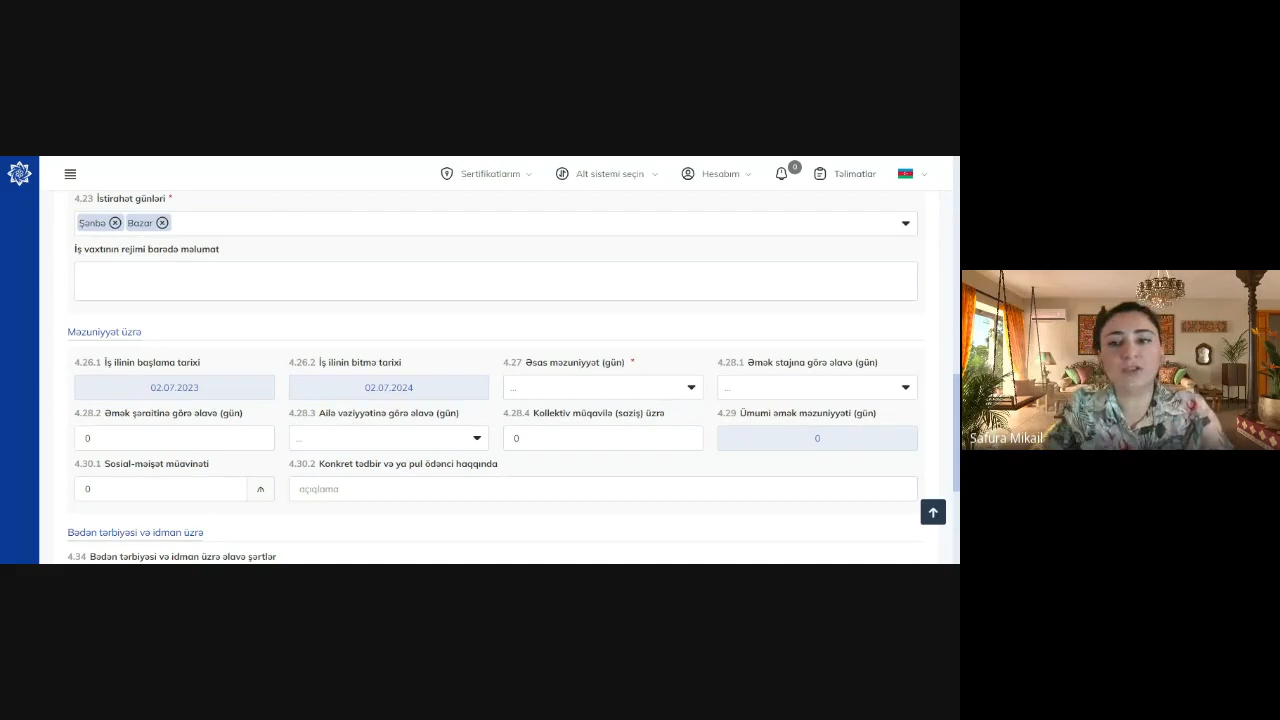 Sertifikatlarım Alt sistemi seçin Hesabım 0 Təlimatlar
4.23 İstirahət günləri *
Şənbə Bazar
İş vaxtının rejimi barədə məlumat
Məzuniyyət üzrə
4.26.1 İş ilinin başlama tarixi 4.26.2 İş ilinin bitmə tarixi 4.27 Əsas məzuniyyət (gün) * 4.28.1 Əmək stajına görə əlavə (gün)
02.07.2023 02.07.2024 ... ...
4.28.2 Əmək şəraitinə görə əlavə (gün) 4.28.3 Ailə vəziyyətinə görə əlavə (gün) 4.28.4 Kollektiv müqavilə (saziş) üzrə 4.29 Ümumi əmək məzuniyyəti (gün)
0 ... 0 0
4.30.1 Sosial-məişət müavinəti 4.30.2 Konkret tədbir və ya pul ödənci haqqında
0 ₼ açıqlama
Bədən tərbiyəsi və idman üzrə
4.34 Bədən tərbiyəsi və idman üzrə əlavə şərtlər
Safura Mikail